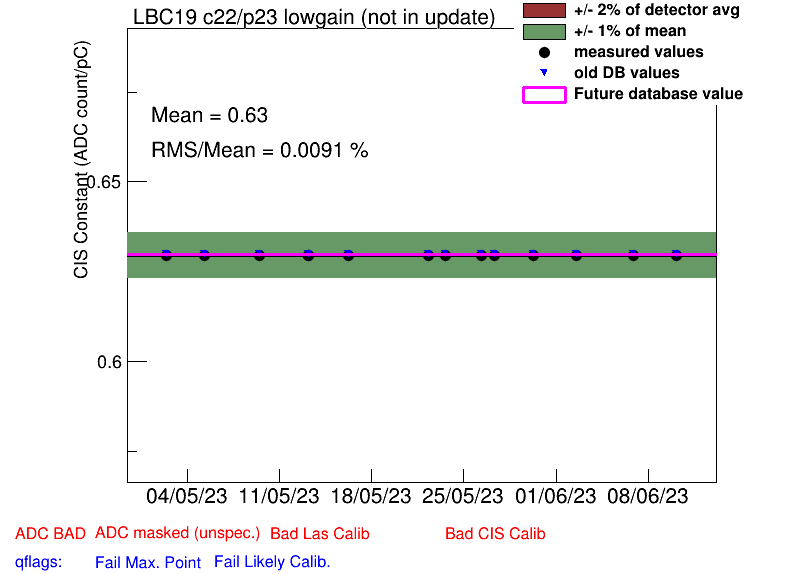 LBC19 c22/p23 lowgain (not in update)
+/- 2% of detector avg
+/- 1% of mean
measured values
old DB values
Future database value
Mean = 0.63
RMS/Mean = 0.0091 %
CIS Constant (ADC count/pC)
0.65
0.6
04/05/23 11/05/23 18/05/23 25/05/23 01/06/23 08/06/23
ADC BAD ADC masked (unspec.) Bad Las Calib Bad CIS Calib
qflags: Fail Max. Point Fail Likely Calib.